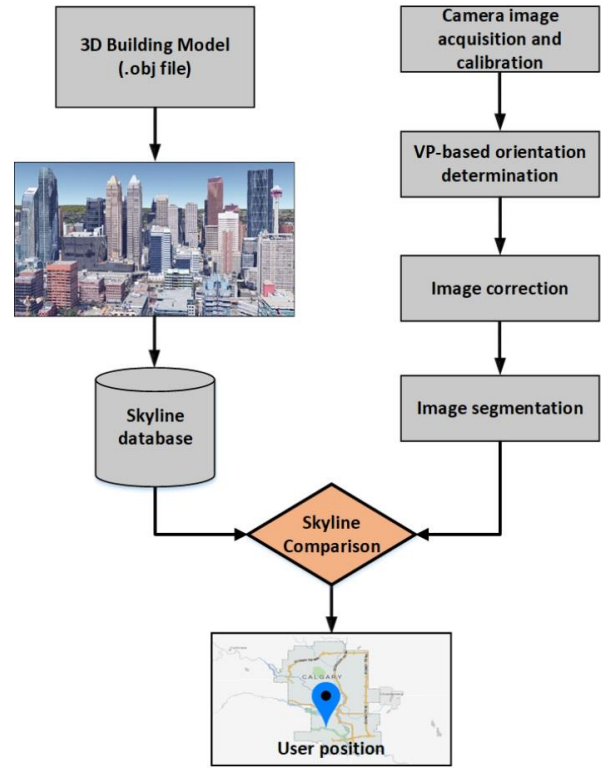 3D Building Model
(.obj file)
Skyline
database
Camera image
acquisition and
calibration
VP-based orientation
determination
Image correction
Image segmentation
Skyline
Comparison
CALGARY
User position